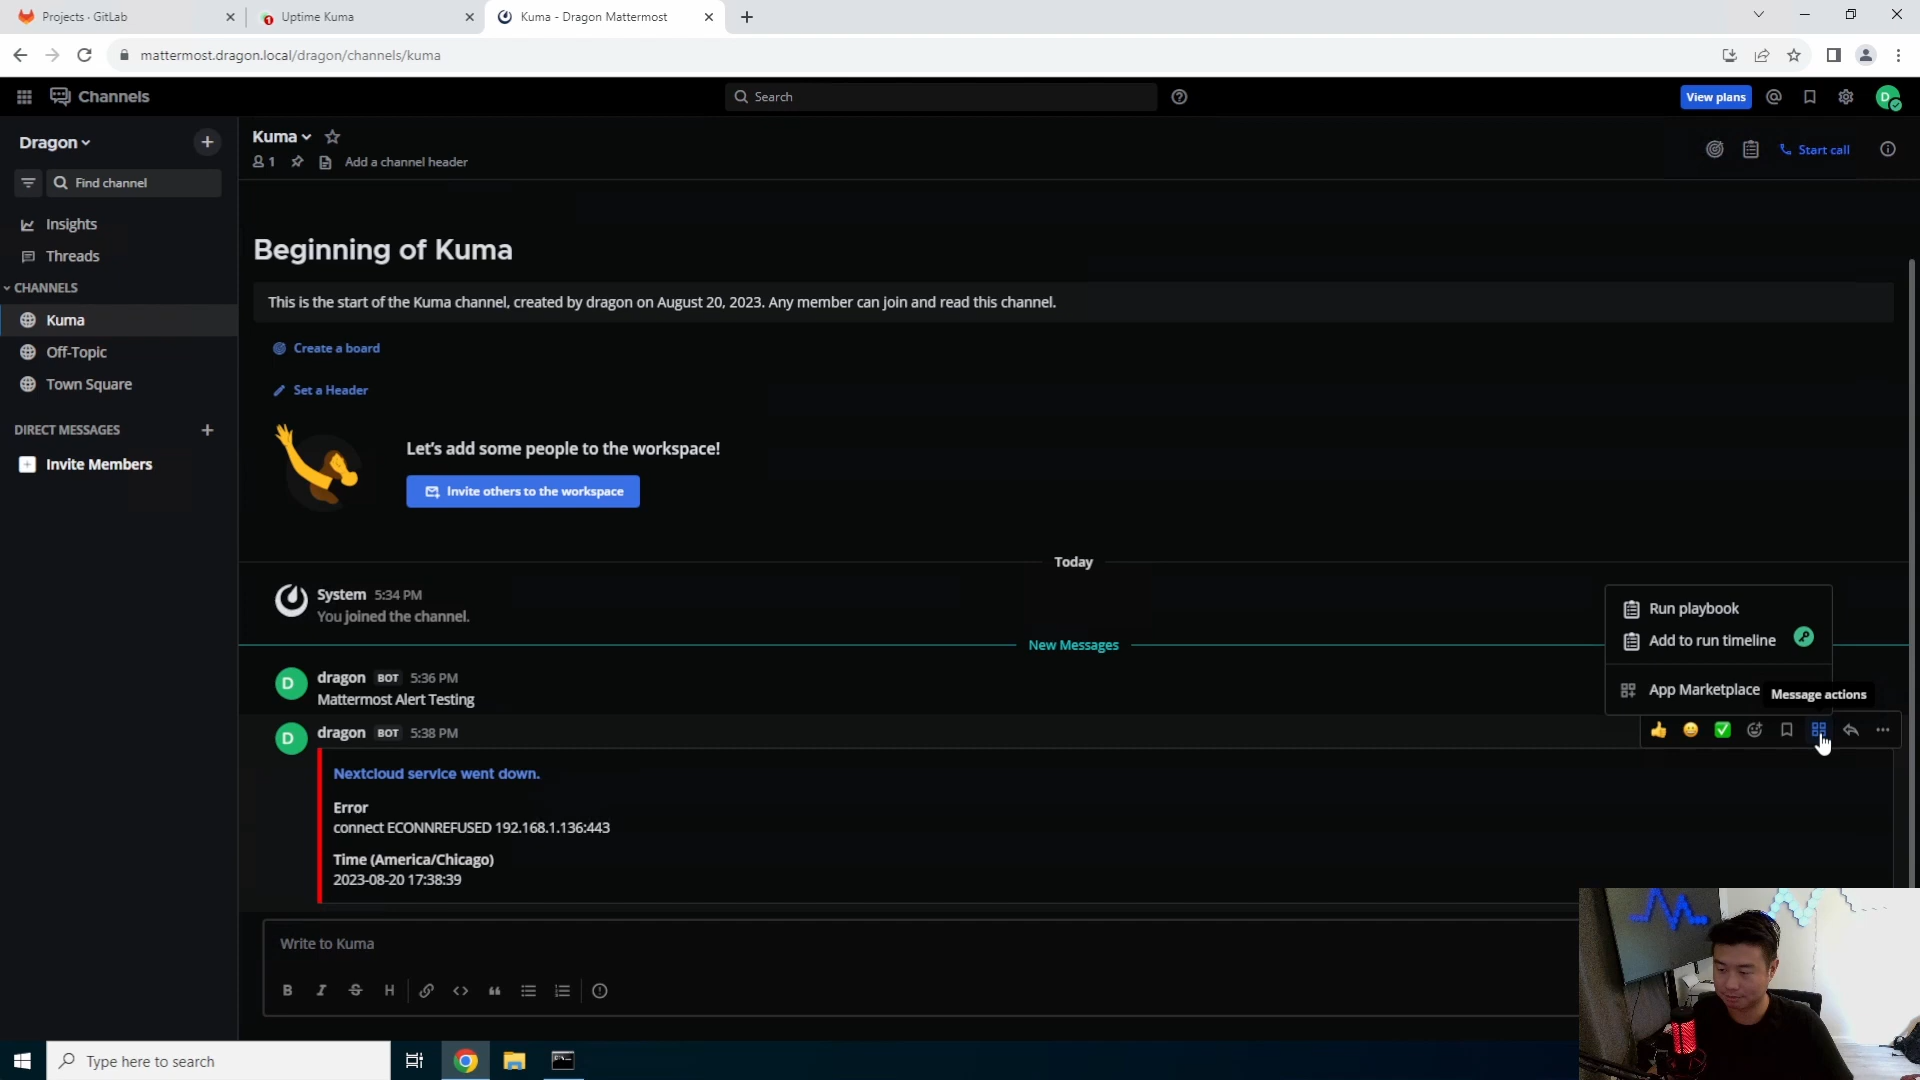 Projects · GitLab
Uptime Kuma
Kuma - Dragon Mattermost
mattermost.dragon.local/dragon/channels/kuma
Channels
Search
View plans
D
Dragon
Find channel
Insights
Threads
CHANNELS
Kuma
Off-Topic
Town Square
DIRECT MESSAGES
Invite Members
Kuma
1
Add a channel header
Start call
Beginning of Kuma
This is the start of the Kuma channel, created by dragon on August 20, 2023. Any member can join and read this channel.
Create a board
Set a Header
Let's add some people to the workspace!
Invite others to the workspace
Today
System 5:34 PM
You joined the channel.
New Messages
D
dragon BOT 5:36 PM
Mattermost Alert Testing
D
dragon BOT 5:38 PM
Nextcloud service went down.
Error
connect ECONNREFUSED 192.168.1.136:443
Time (America/Chicago)
2023-08-20 17:38:39
Run playbook
Add to run timeline
App Marketplace
Message actions
Write to Kuma
B I S H
Type here to search